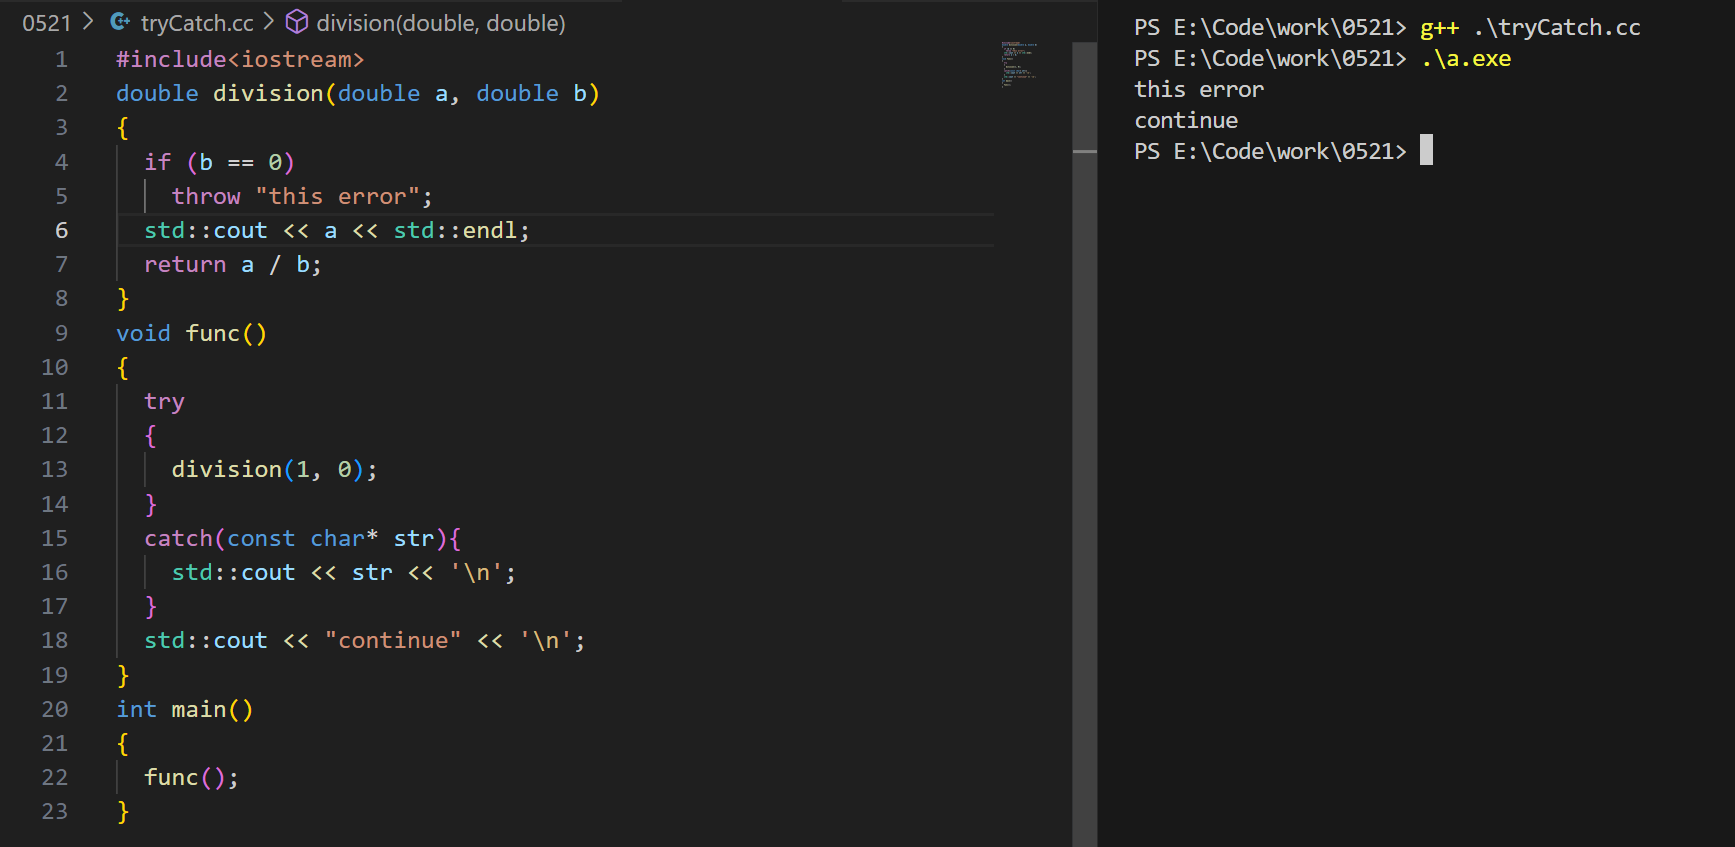 0521 > tryCatch.cc > division(double, double)
1 #include<iostream>
2 double division(double a, double b)
3 {
4   if (b == 0)
5     throw "this error";
6   std::cout << a << std::endl;
7   return a / b;
8 }
9 void func()
10 {
11   try
12   {
13     division(1, 0);
14   }
15   catch(const char* str){
16     std::cout << str << '\n';
17   }
18   std::cout << "continue" << '\n';
19 }
20 int main()
21 {
22   func();
23 }
PS E:\Code\work\0521> g++ .\tryCatch.cc
PS E:\Code\work\0521> .\a.exe
this error
continue
PS E:\Code\work\0521>